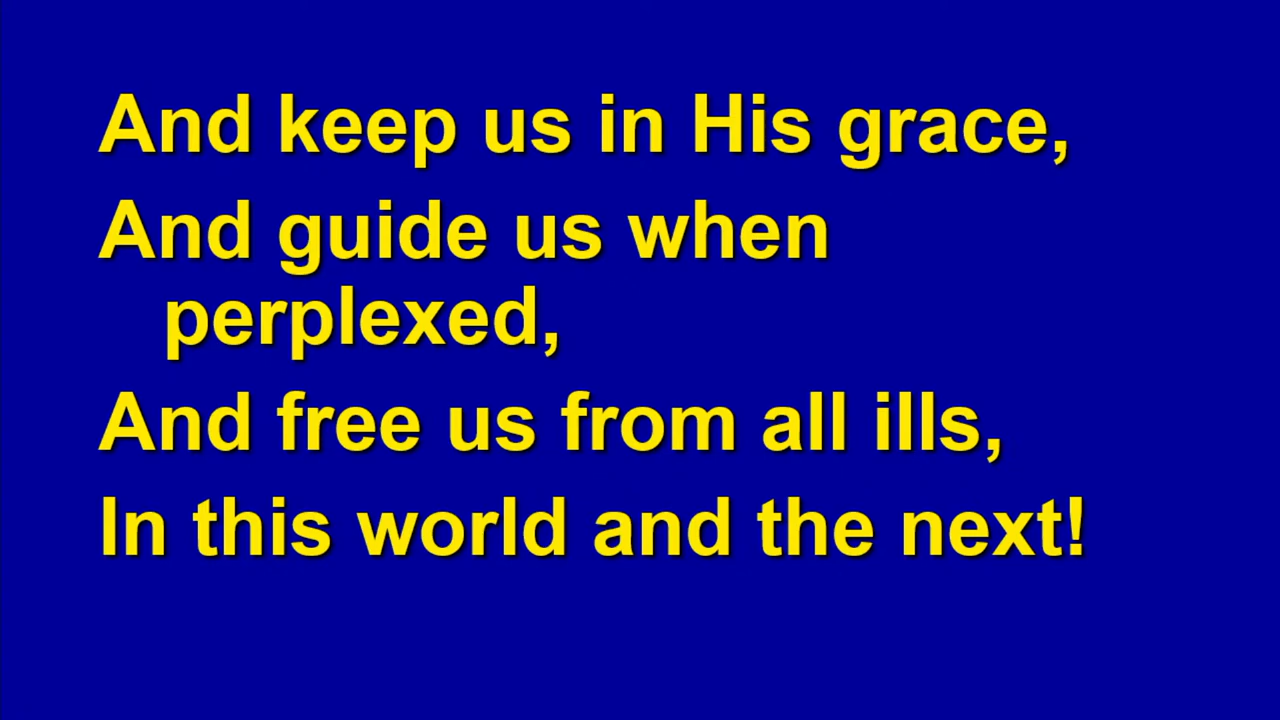 And keep us in His grace,
And guide us when
perplexed,
And free us from all ills,
In this world and the next!